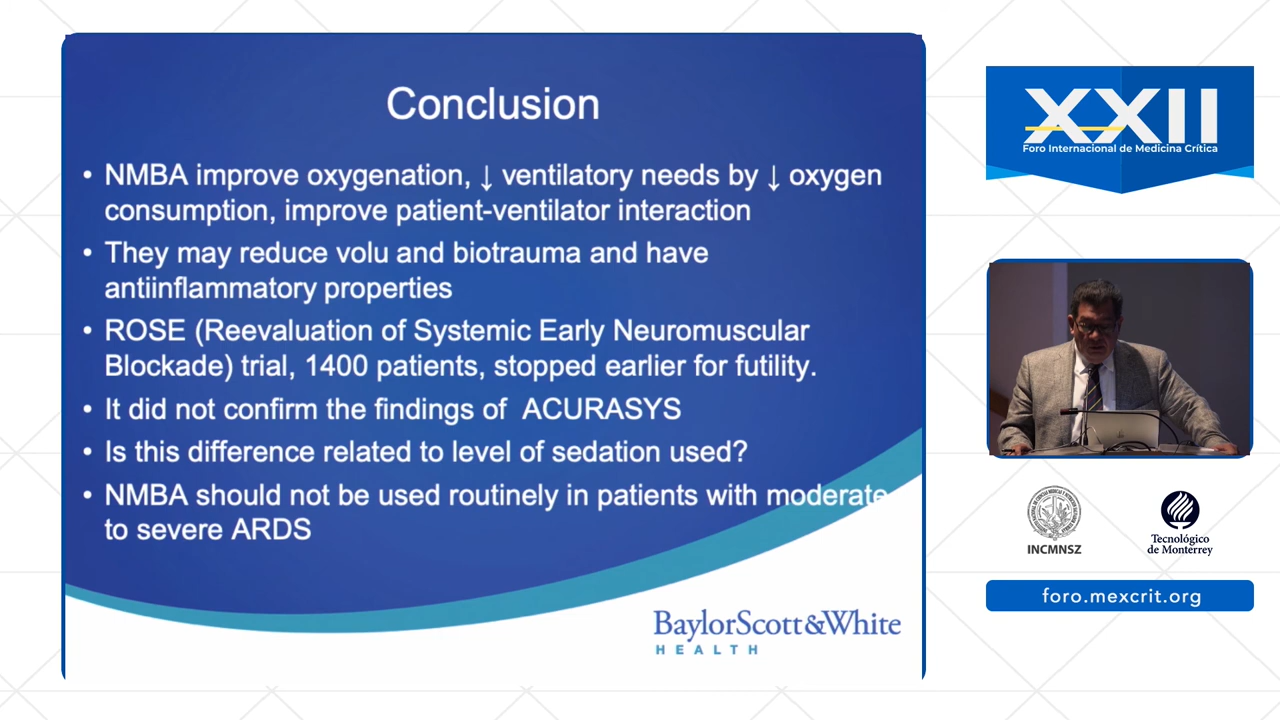 Conclusion
• NMBA improve oxygenation, ↓ ventilatory needs by ↓ oxygen
consumption, improve patient-ventilator interaction
• They may reduce volu and biotrauma and have
antiinflammatory properties
• ROSE (Reevaluation of Systemic Early Neuromuscular
Blockade) trial, 1400 patients, stopped earlier for futility.
• It did not confirm the findings of ACURASYS
• Is this difference related to level of sedation used?
• NMBA should not be used routinely in patients with moderate
to severe ARDS
BaylorScott&White
HEALTH
XXII
Foro Internacional de Medicina Crítica
INCMNSZ
Tecnológico
de Monterrey
foro.mexcrit.org